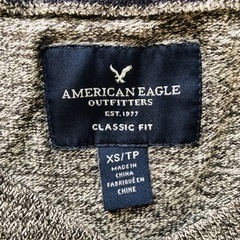 AMERICAN EAGLE
OUTFITTERS
EST. 1977
CLASSIC FIT
XS/TP
MADE IN
CHINA
FABRIQUÉ EN
CHINE